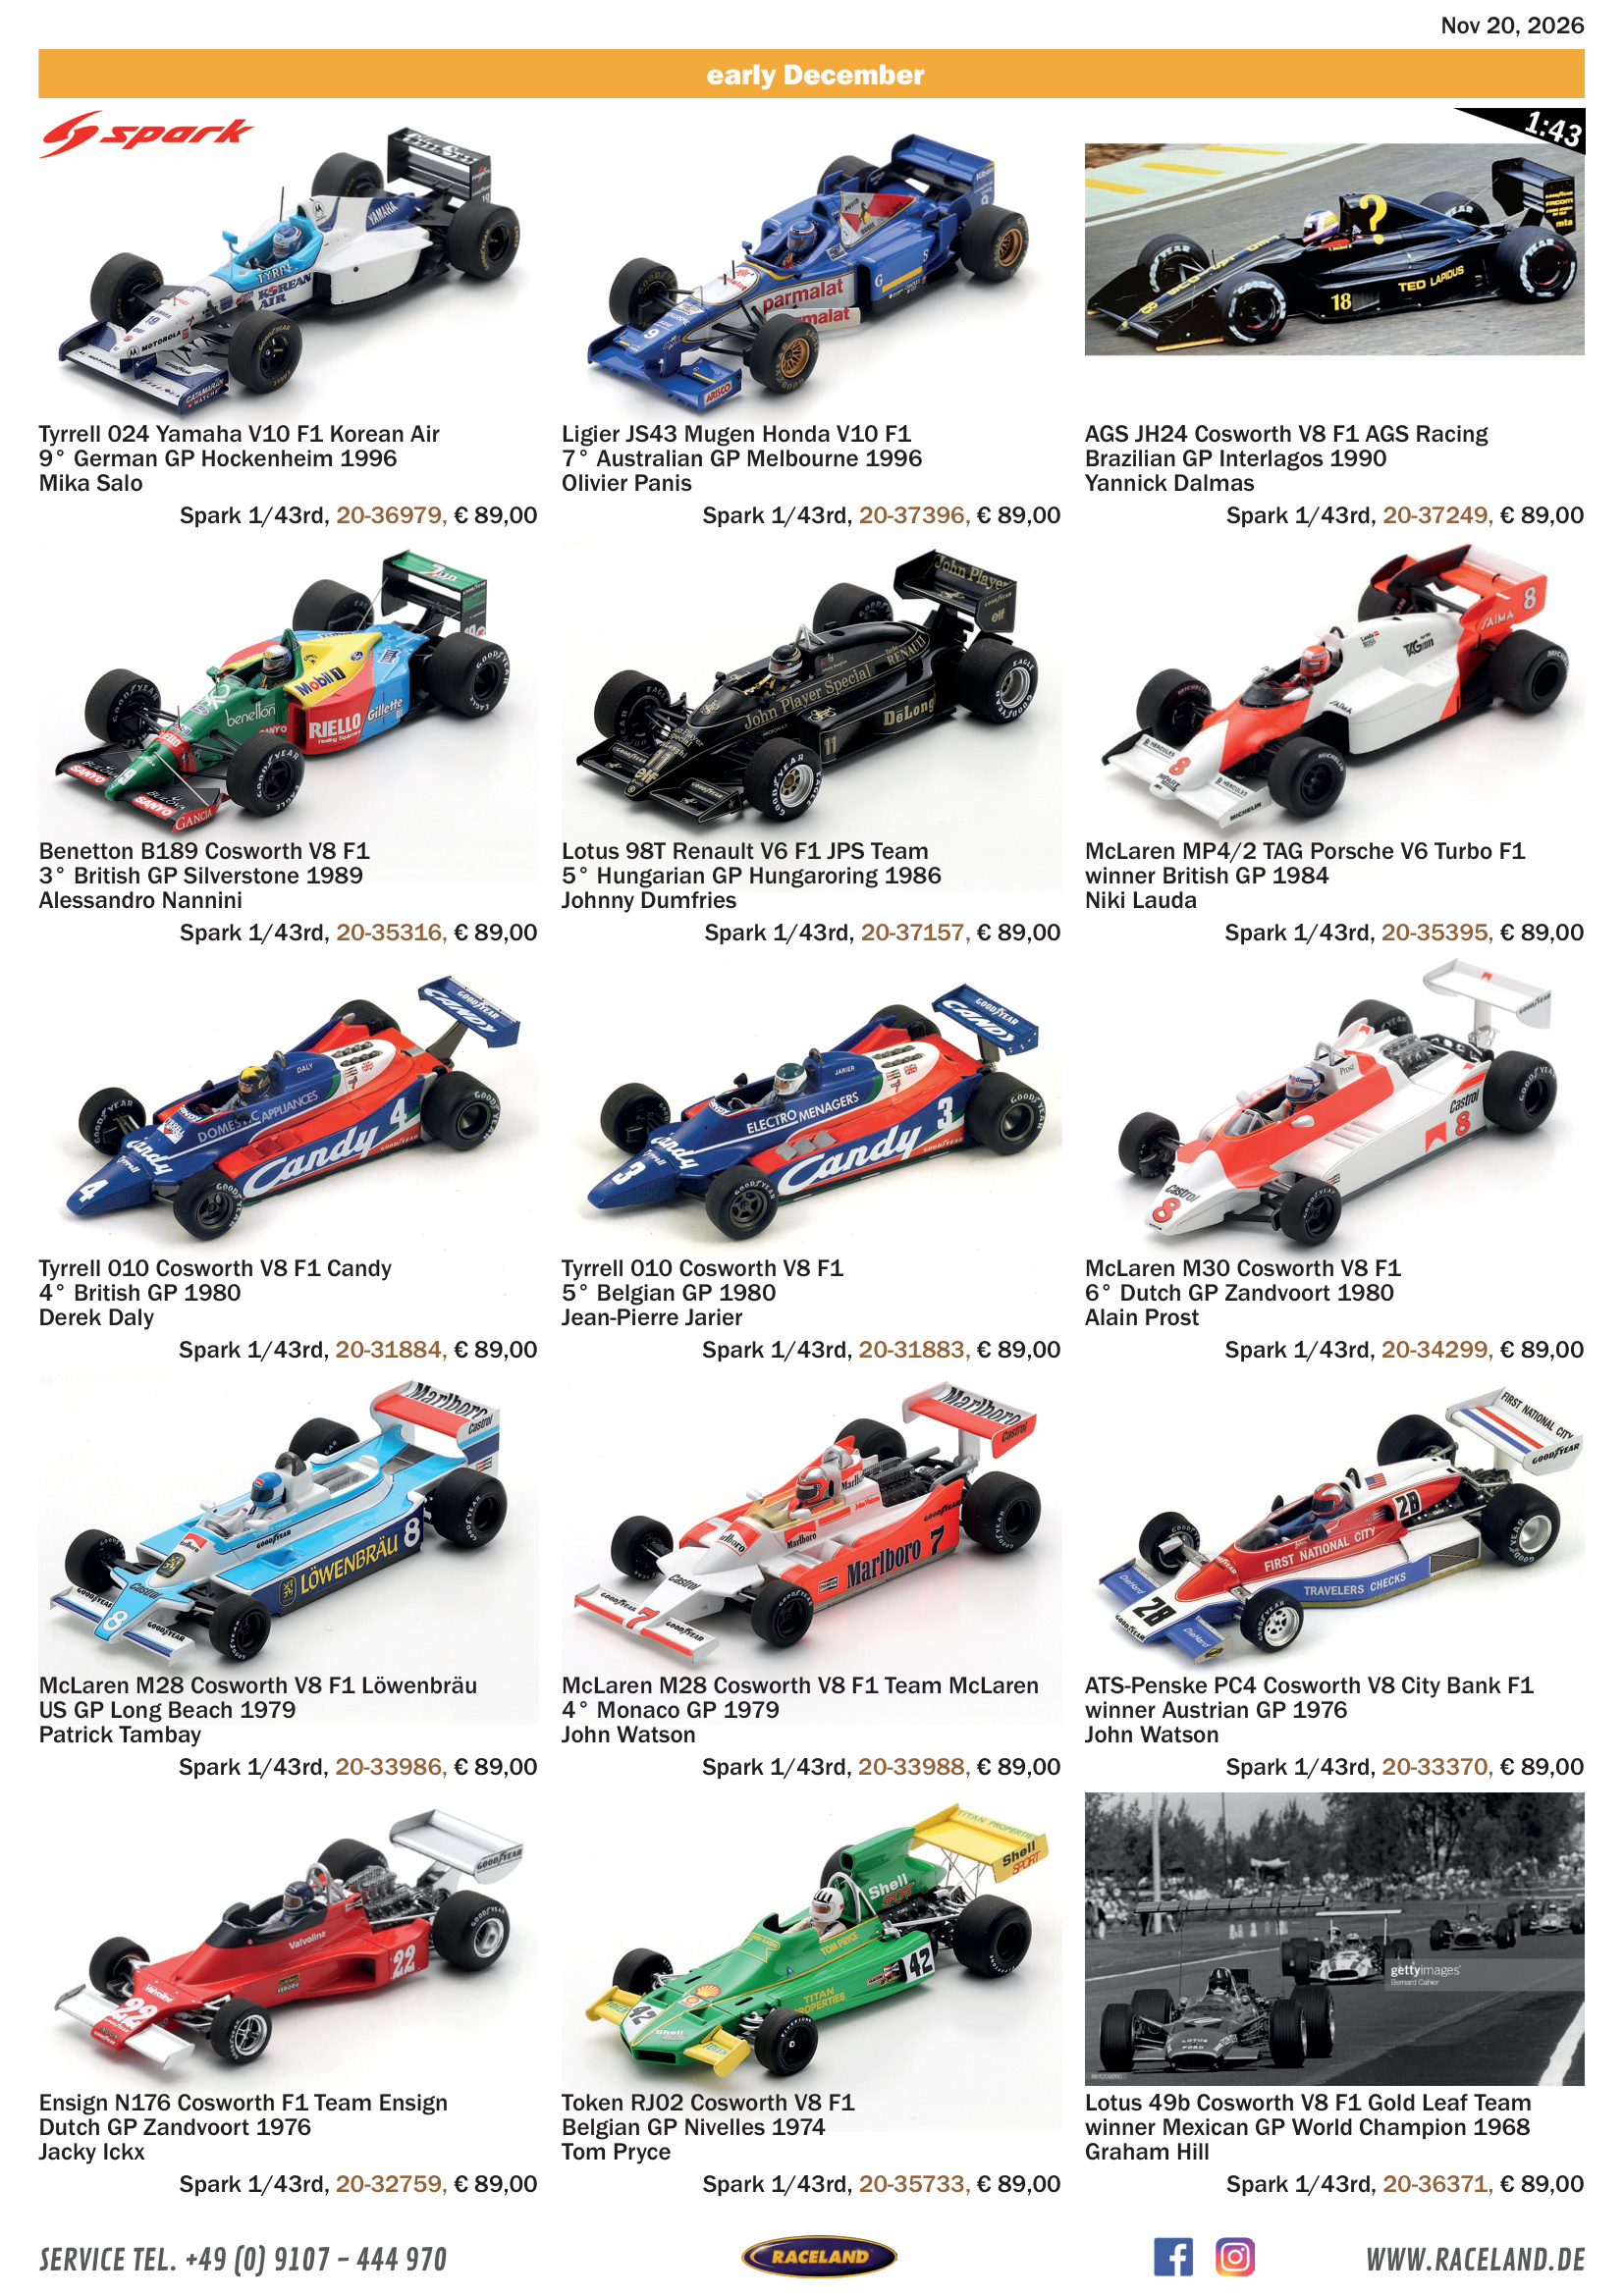 Nov 20, 2026
early December
spark
1:43
Tyrrell 024 Yamaha V10 F1 Korean Air
9° German GP Hockenheim 1996
Mika Salo
Spark 1/43rd, 20-36979, € 89,00
Ligier JS43 Mugen Honda V10 F1
7° Australian GP Melbourne 1996
Olivier Panis
Spark 1/43rd, 20-37396, € 89,00
AGS JH24 Cosworth V8 F1 AGS Racing
Brazilian GP Interlagos 1990
Yannick Dalmas
Spark 1/43rd, 20-37249, € 89,00
Benetton B189 Cosworth V8 F1
3° British GP Silverstone 1989
Alessandro Nannini
Spark 1/43rd, 20-35316, € 89,00
Lotus 98T Renault V6 F1 JPS Team
5° Hungarian GP Hungaroring 1986
Johnny Dumfries
Spark 1/43rd, 20-37157, € 89,00
McLaren MP4/2 TAG Porsche V6 Turbo F1
winner British GP 1984
Niki Lauda
Spark 1/43rd, 20-35395, € 89,00
Tyrrell 010 Cosworth V8 F1 Candy
4° British GP 1980
Derek Daly
Spark 1/43rd, 20-31884, € 89,00
Tyrrell 010 Cosworth V8 F1
5° Belgian GP 1980
Jean-Pierre Jarier
Spark 1/43rd, 20-31883, € 89,00
McLaren M30 Cosworth V8 F1
6° Dutch GP Zandvoort 1980
Alain Prost
Spark 1/43rd, 20-34299, € 89,00
McLaren M28 Cosworth V8 F1 Löwenbräu
US GP Long Beach 1979
Patrick Tambay
Spark 1/43rd, 20-33986, € 89,00
McLaren M28 Cosworth V8 F1 Team McLaren
4° Monaco GP 1979
John Watson
Spark 1/43rd, 20-33988, € 89,00
ATS-Penske PC4 Cosworth V8 City Bank F1
winner Austrian GP 1976
John Watson
Spark 1/43rd, 20-33370, € 89,00
gettyimages
Bernard Cahier
Ensign N176 Cosworth F1 Team Ensign
Dutch GP Zandvoort 1976
Jacky Ickx
Spark 1/43rd, 20-32759, € 89,00
Token RJ02 Cosworth V8 F1
Belgian GP Nivelles 1974
Tom Pryce
Spark 1/43rd, 20-35733, € 89,00
Lotus 49b Cosworth V8 F1 Gold Leaf Team
winner Mexican GP World Champion 1968
Graham Hill
Spark 1/43rd, 20-36371, € 89,00
SERVICE TEL. +49 (0) 9107 - 444 970
RACELAND
WWW.RACELAND.DE